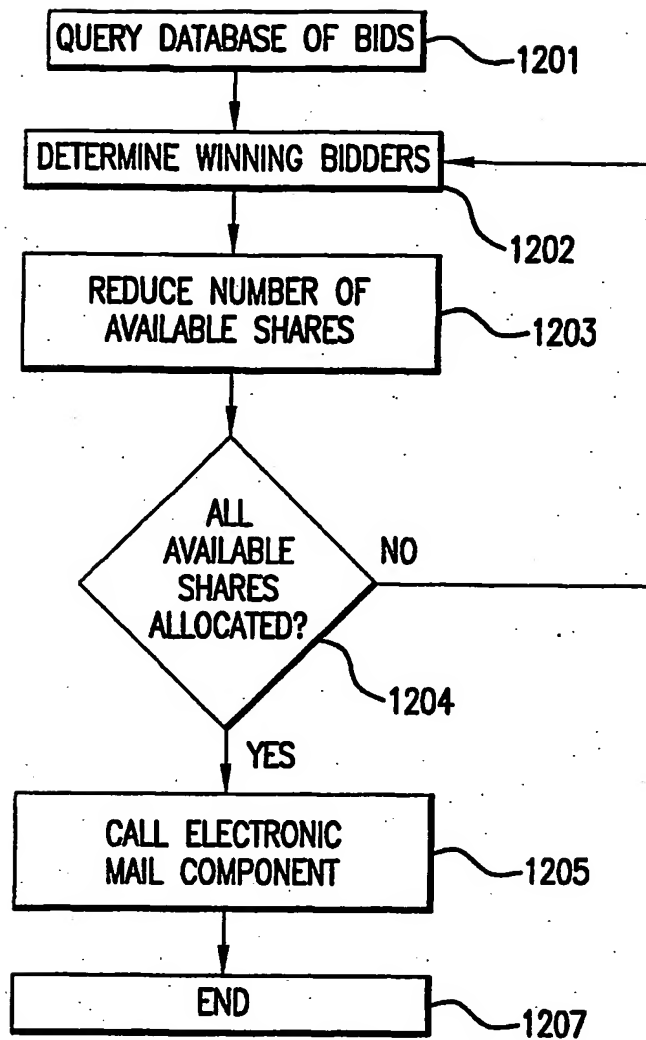 QUERY DATABASE OF BIDS
1201
DETERMINE WINNING BIDDERS
1202
REDUCE NUMBER OF
AVAILABLE SHARES
1203
ALL
AVAILABLE
SHARES
ALLOCATED?
NO
1204
YES
CALL ELECTRONIC
MAIL COMPONENT
1205
END
1207